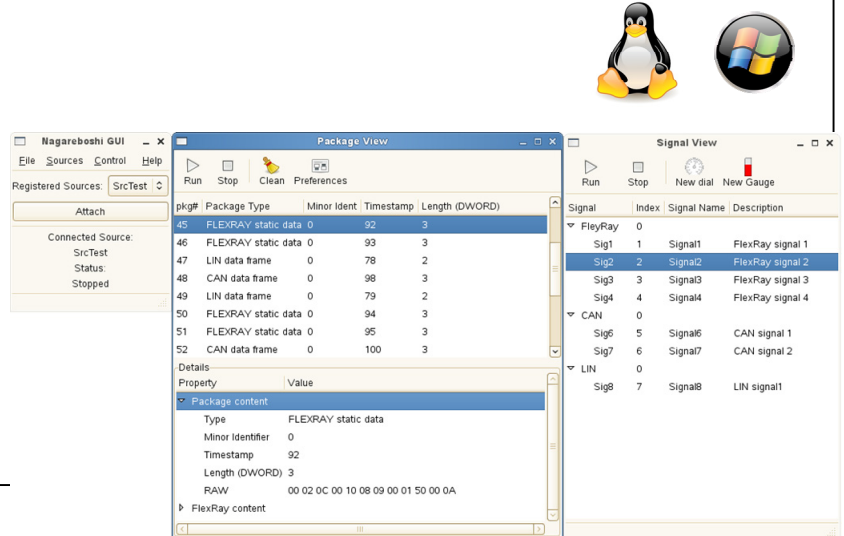 Nagareboshi GUI
File Sources Control Help
Registered Sources: SrcTest
Attach
Connected Source:
SrcTest
Status:
Stopped
Package View
Run Stop Clean Preferences
pkg# Package Type Minor Ident Timestamp Length (DWORD)
45 FLEXRAY static data 0 92 3
46 FLEXRAY static data 0 93 3
47 LIN data frame 0 78 2
48 CAN data frame 0 98 3
49 LIN data frame 0 79 2
50 FLEXRAY static data 0 94 3
51 FLEXRAY static data 0 95 3
52 CAN data frame 0 100 3
Details
Property Value
Package content
Type FLEXRAY static data
Minor Identifier 0
Timestamp 92
Length (DWORD) 3
RAW 00 02 0C 00 10 08 09 00 01 50 00 0A
FlexRay content
Signal View
Run Stop New dial New Gauge
Signal Index Signal Name Description
FleyRay 0
Sig1 1 Signal1 FlexRay signal 1
Sig2 2 Signal2 FlexRay signal 2
Sig3 3 Signal3 FlexRay signal 3
Sig4 4 Signal4 FlexRay signal 4
CAN 0
Sig6 5 Signal6 CAN signal 1
Sig7 6 Signal7 CAN signal 2
LIN 0
Sig8 7 Signal8 LIN signal1